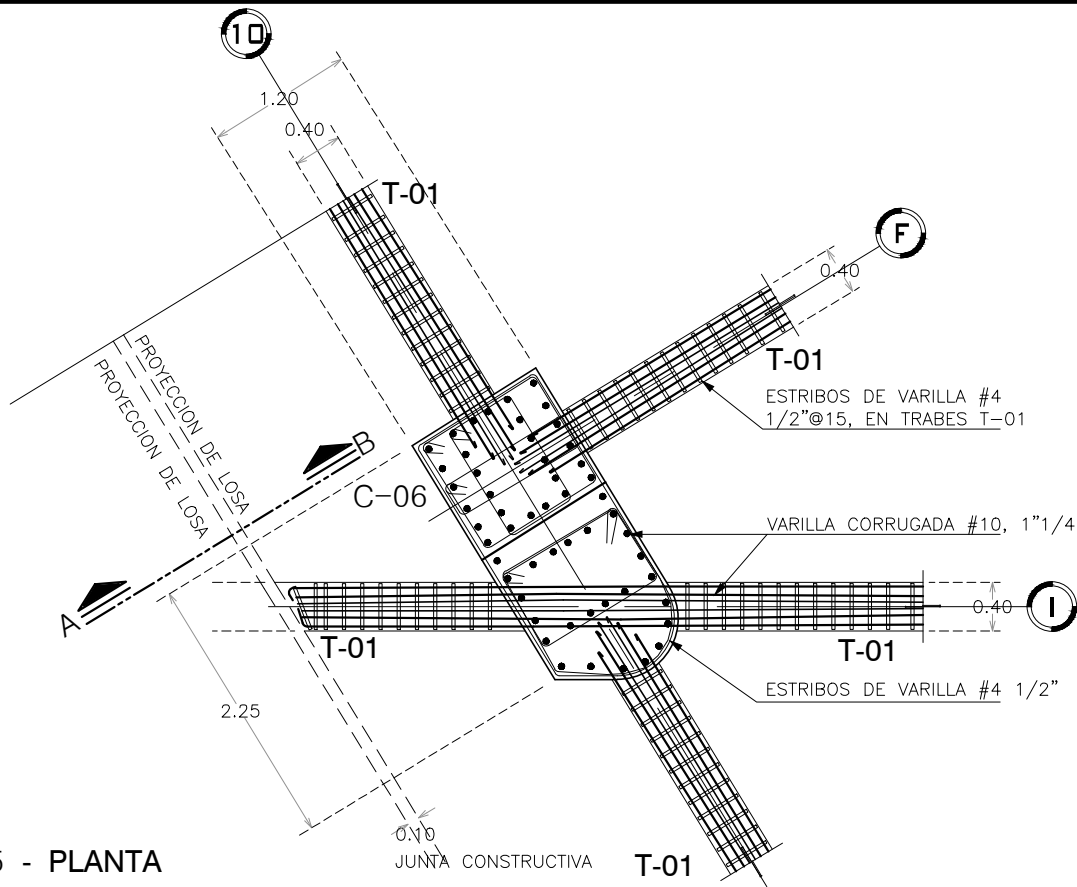 10
1.20
0.40
T-01
F
0.40
T-01
PROYECCION DE LOSA
PROYECCION DE LOSA
ESTRIBOS DE VARILLA #4
1/2"@15, EN TRABES T-01
B
C-06
VARILLA CORRUGADA #10, 1"1/4
A
0.40
I
T-01
T-01
ESTRIBOS DE VARILLA #4 1/2"
2.25
0.10
JUNTA CONSTRUCTIVA
T-01
- PLANTA